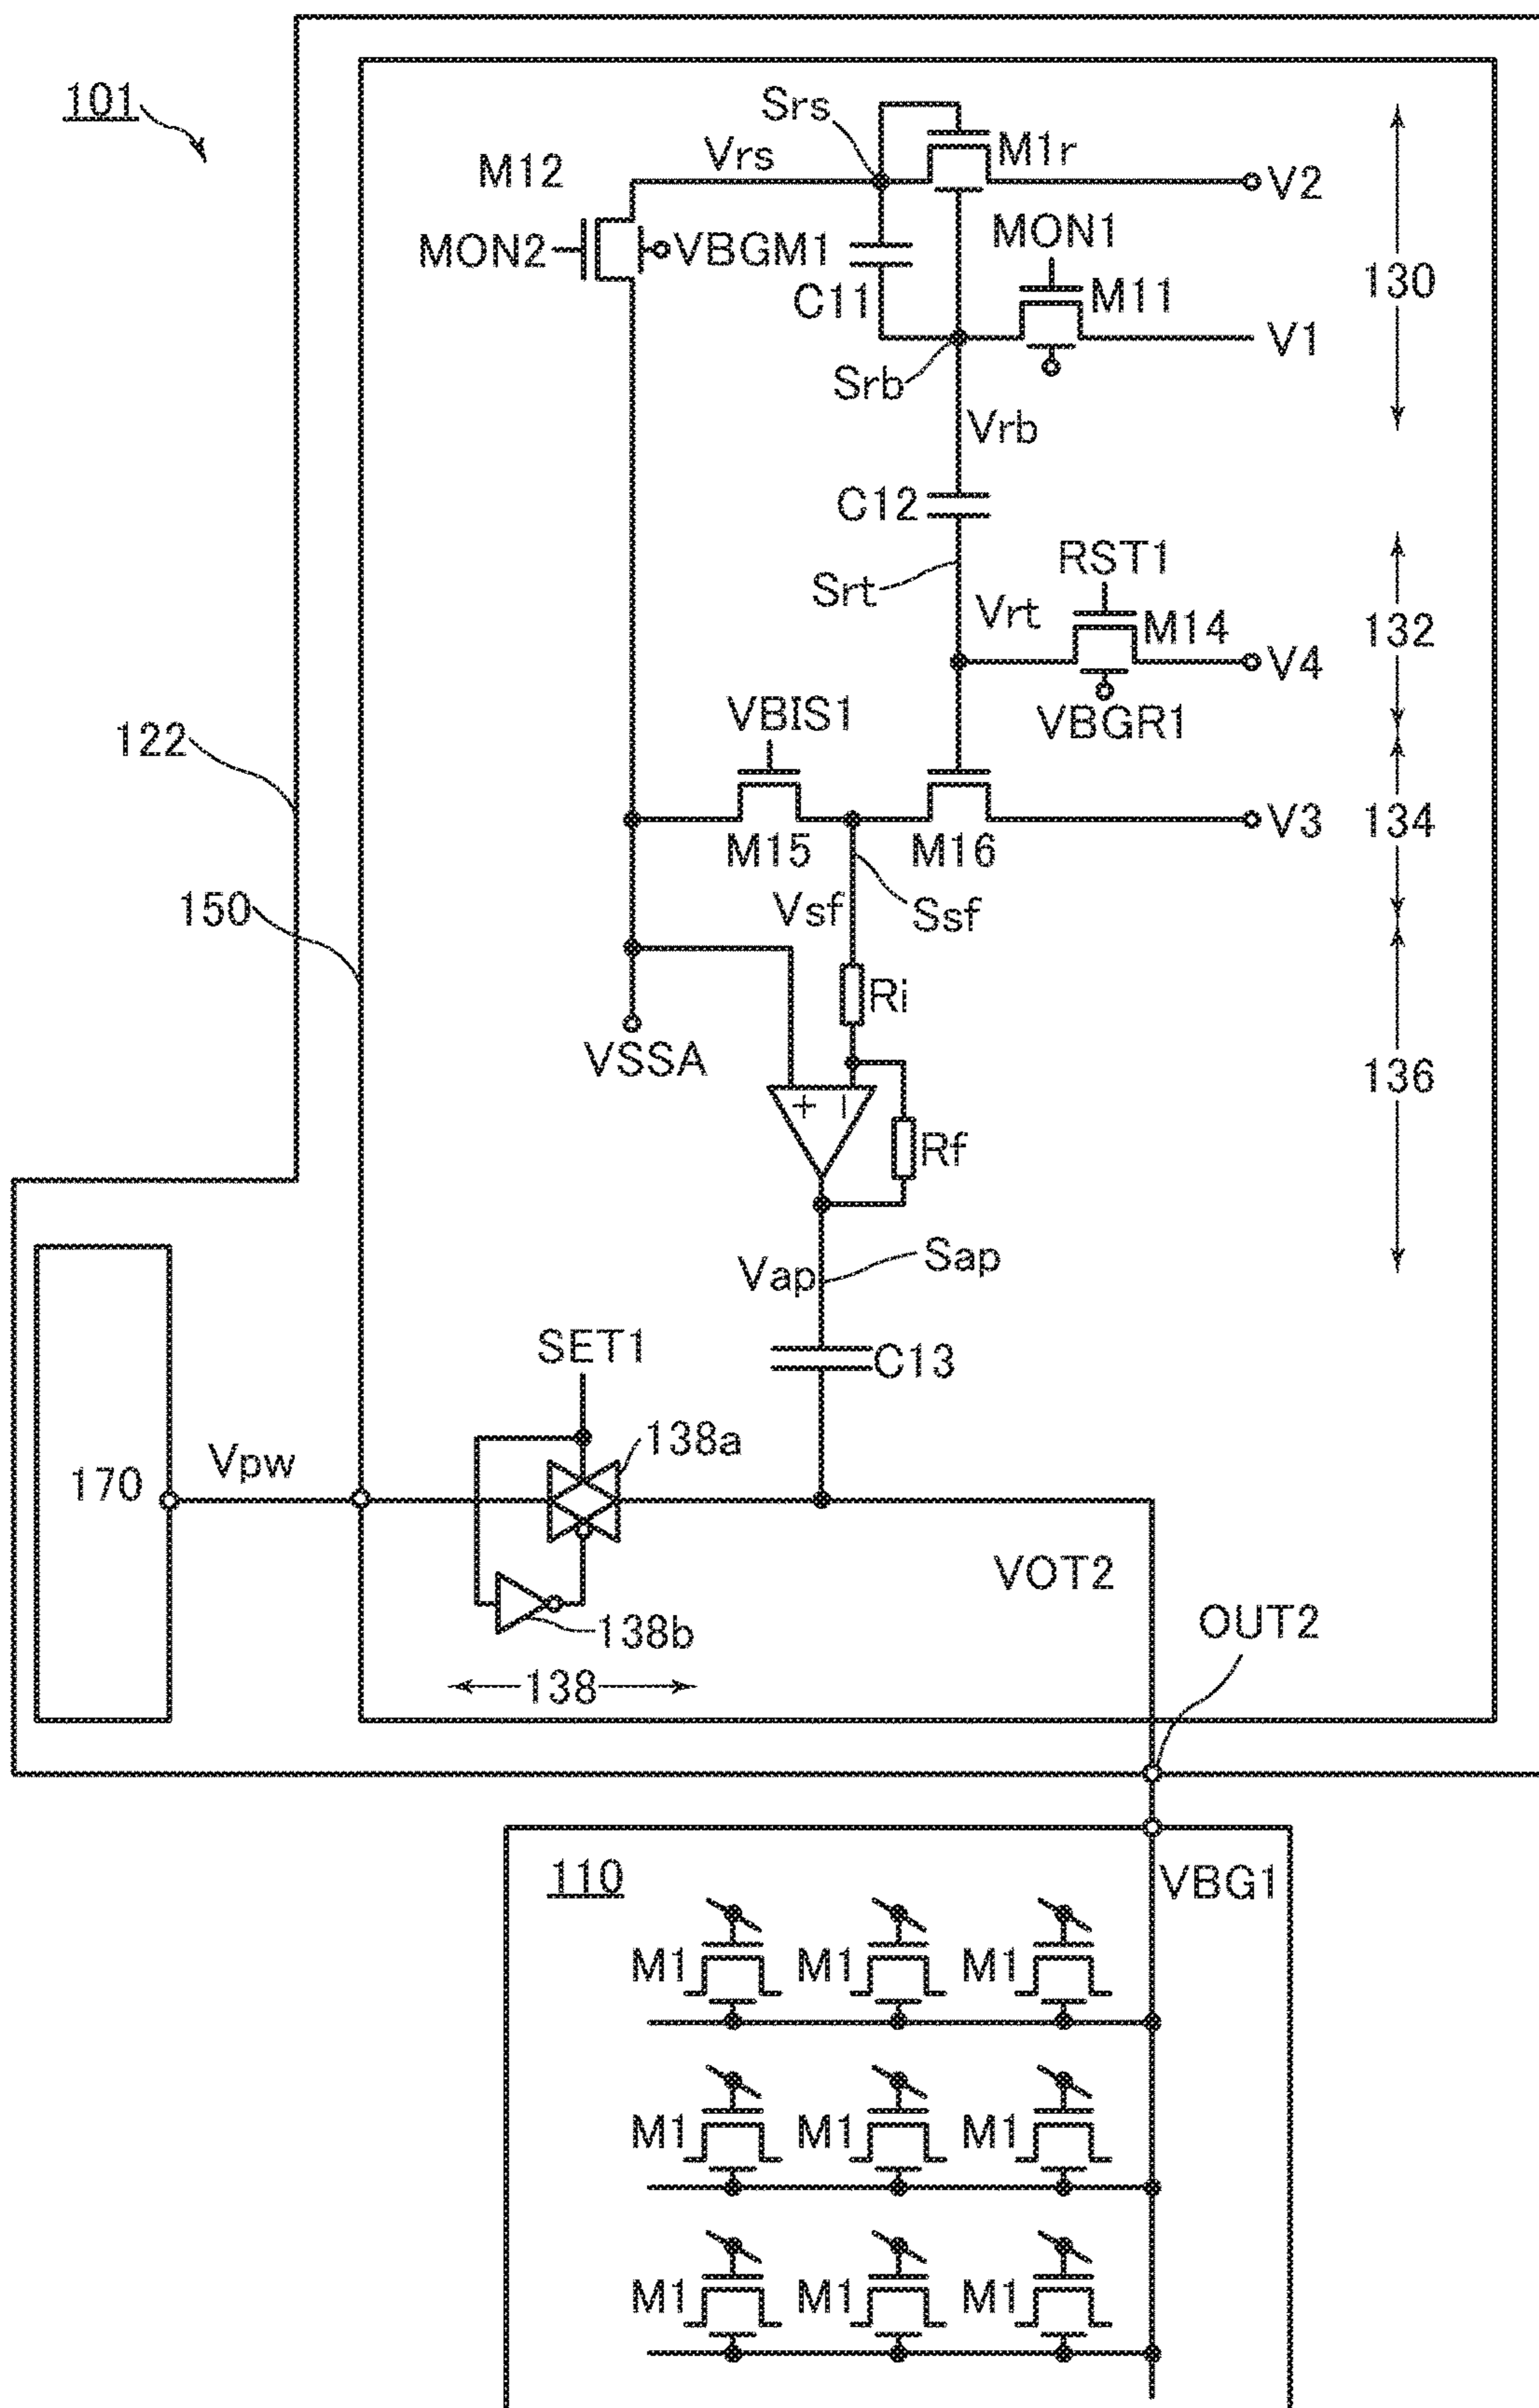 101
Srs
M12
Vrs
M1r
V2
MON2
VBGM1
MON1
C11
M11
130
V1
Srb
Vrb
C12
RST1
Srt
Vrt
M14
132
V4
VBIS1
VBGR1
122
V3
134
M15
M16
150
Vsf
Ssf
Ri
VSSA
136
+
−
Rf
Vap
Sap
SET1
C13
138a
170
Vpw
VOT2
138b
OUT2
138
110
VBG1
M1 M1 M1
M1 M1 M1
M1 M1 M1